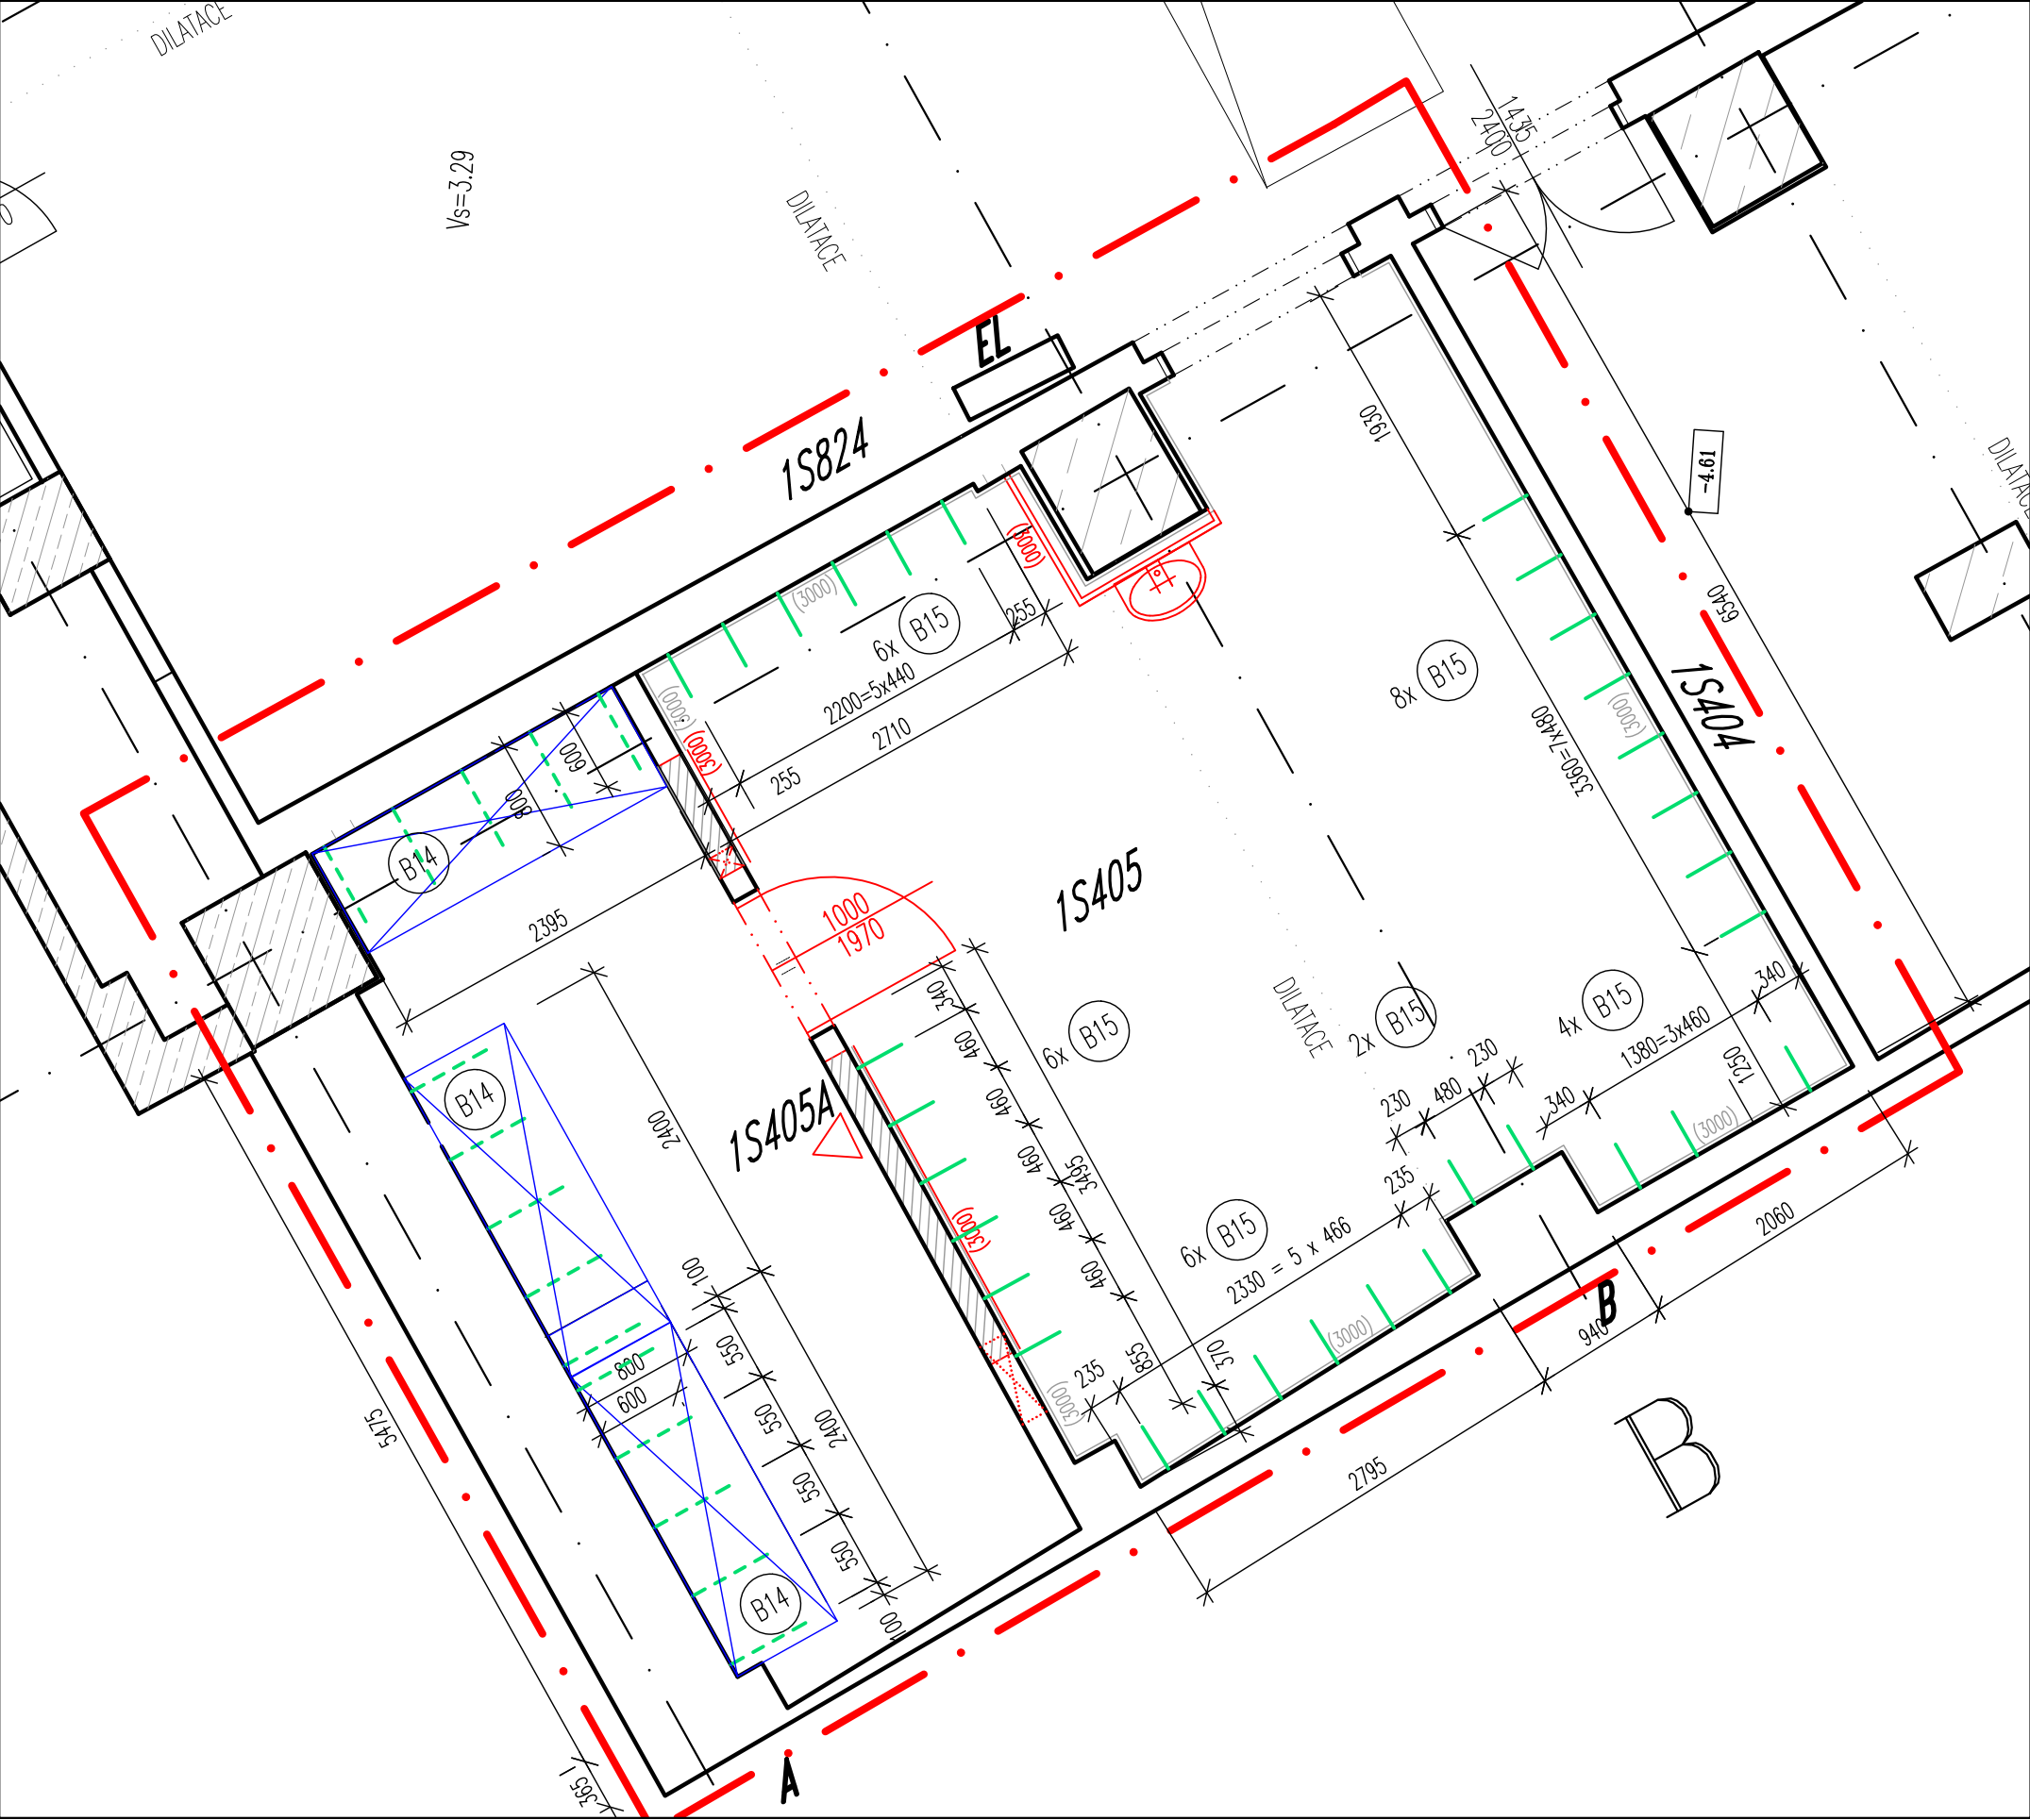 DILATACE
Vs=3.29
DILATACE
1435
2400
EL
1S824
1930
-4.61
DILATACE
(3000)
(3000)
6x B15
255
2200=5x440
2710
255
(3000)
(3000)
8x B15
6540
1S404
(3000)
3360=7x480
600
800
B14
2395
1S405
1000
1970
340
460
460
460
460
460
3495
6x B15
DILATACE
2x B15
4x B15
340
1380=3x460
340
1250
230
480
230
235
(3000)
B14
2400
1S405A
(3000)
6x B15
2330 = 5 x 466
(3000)
2060
B
940
100
550
550
550
550
100
2400
800
600
235
855
370
(3000)
2795
B
5475
B14
A
365